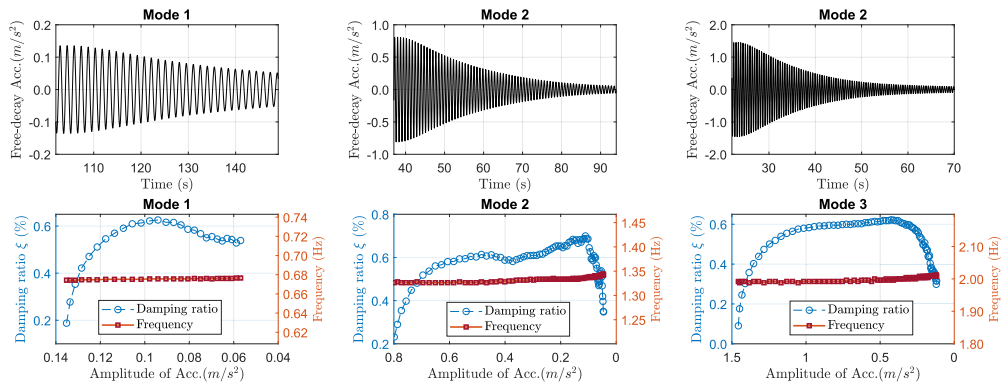 Mode 1
Mode 2
Mode 2
Free-decay Acc.(m/s²)
0.2
0.1
0.0
-0.1
-0.2
110
120
130
140
Time (s)
Free-decay Acc.(m/s²)
1.0
0.5
0.0
-0.5
-1.0
40
50
60
70
80
90
Time (s)
Free-decay Acc.(m/s²)
2.0
1.0
0.0
-1.0
-2.0
30
40
50
60
70
Time (s)
Mode 1
Mode 2
Mode 3
Damping ratio ξ (%)
0.6
0.4
0.2
0.14
0.12
0.1
0.08
0.06
0.04
0.74
0.72
0.70
0.68
0.66
0.64
0.62
Frequency (Hz)
Damping ratio
Frequency
Amplitude of Acc.(m/s²)
Damping ratio ξ (%)
0.8
0.6
0.4
0.2
0.8
0.6
0.4
0.2
0
1.45
1.40
1.35
1.30
1.25
Frequency (Hz)
Damping ratio
Frequency
Amplitude of Acc.(m/s²)
Damping ratio ξ (%)
0.6
0.4
0.2
0.0
1.5
1
0.5
0
2.10
2.00
1.90
1.80
Frequency (Hz)
Damping ratio
Frequency
Amplitude of Acc.(m/s²)